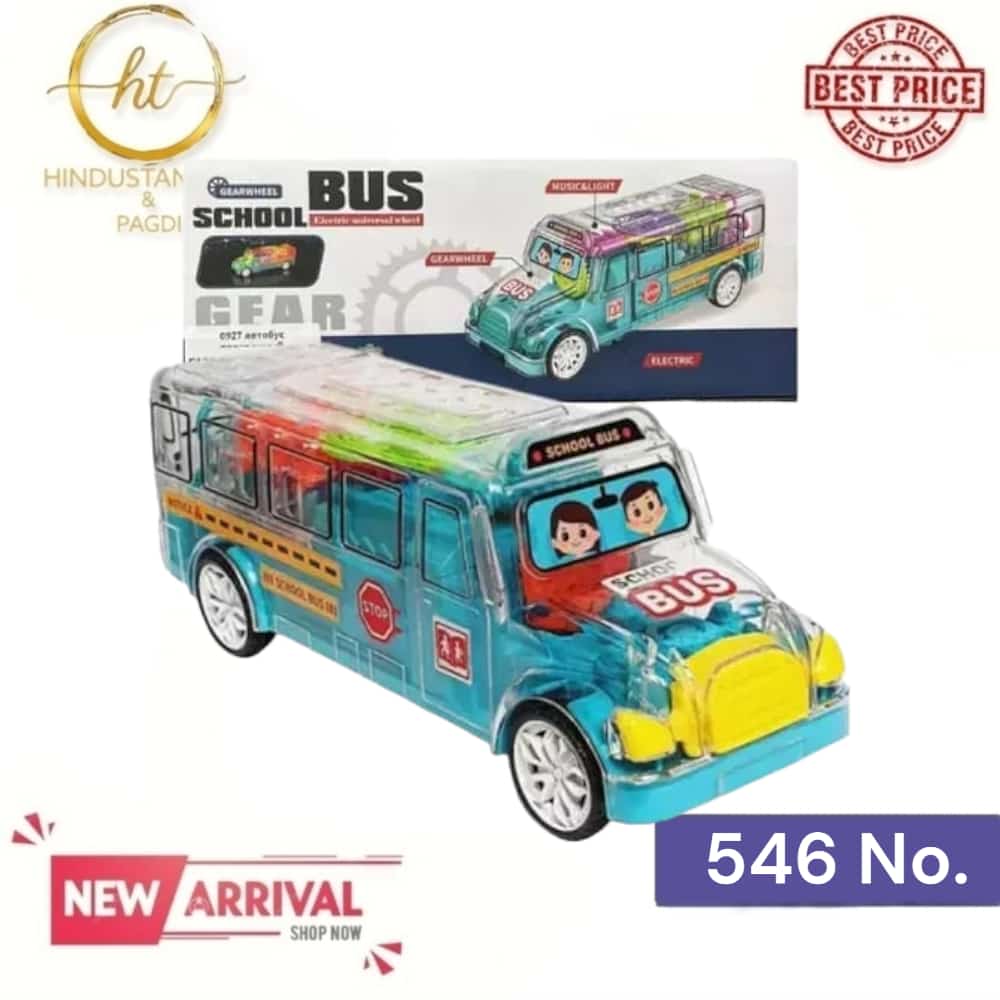 ht
HINDUSTAN
&
PAGDI
BEST PRICE
BEST PRICE
BEST PRICE
GEARWHEEL
SCHOOL BUS
Electric universal wheel
MUSIC&LIGHT
GEARWHEEL
BUS
GEAR
ELECTRIC
0927 автобус
SCHOOL BUS
NOTICE
SCHOOL BUS
STOP
SCHOOL
BUS
546 No.
NEW ARRIVAL
SHOP NOW